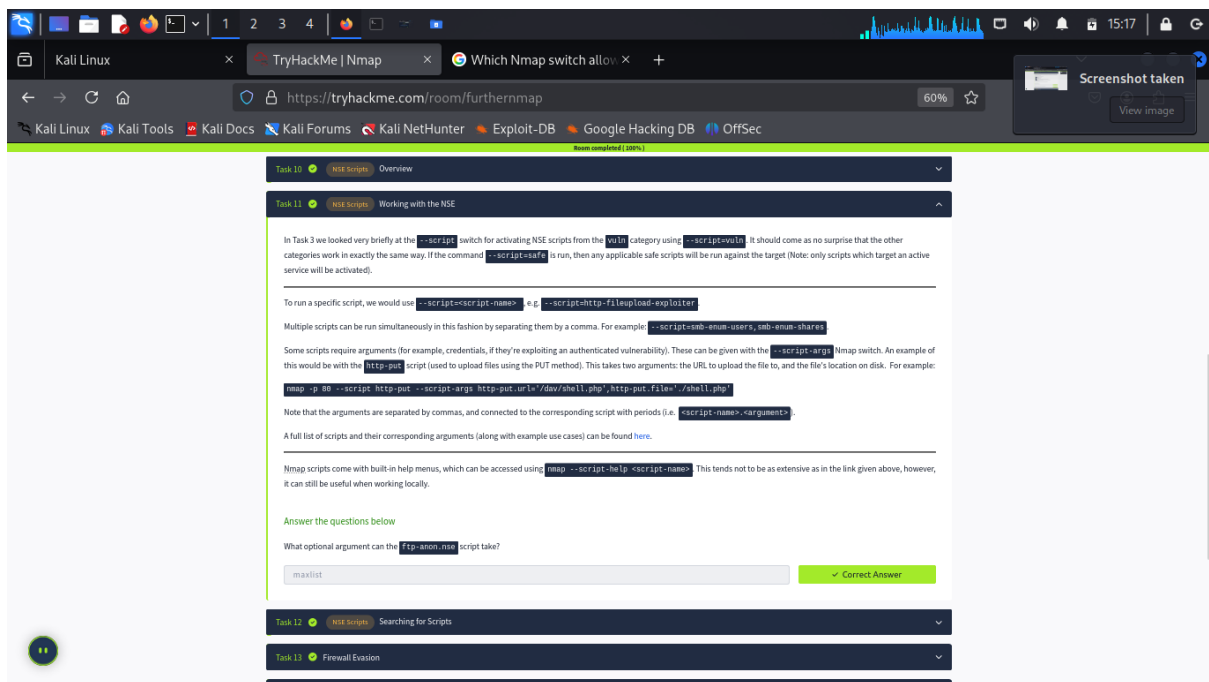 1 2 3 4 15:17
Kali Linux × TryHackMe | Nmap × Which Nmap switch allow × +
Screenshot taken
https://tryhackme.com/room/furthernmap 60%
View image
Kali Linux Kali Tools Kali Docs Kali Forums Kali NetHunter Exploit-DB Google Hacking DB OffSec
Room completed ( 100% )
Task 10 NSE Scripts Overview
Task 11 NSE Scripts Working with the NSE
In Task 3 we looked very briefly at the --script switch for activating NSE scripts from the vuln category using --script=vuln. It should come as no surprise that the other
categories work in exactly the same way. If the command --script=safe is run, then any applicable safe scripts will be run against the target (Note: only scripts which target an active
service will be activated).
To run a specific script, we would use --script=<script-name> , e.g. --script=http-fileupload-exploiter.
Multiple scripts can be run simultaneously in this fashion by separating them by a comma. For example: --script=smb-enum-users,smb-enum-shares.
Some scripts require arguments (for example, credentials, if they're exploiting an authenticated vulnerability). These can be given with the --script-args Nmap switch. An example of
this would be with the http-put script (used to upload files using the PUT method). This takes two arguments: the URL to upload the file to, and the file's location on disk. For example:
nmap -p 80 --script http-put --script-args http-put.url='/dav/shell.php',http-put.file='./shell.php'
Note that the arguments are separated by commas, and connected to the corresponding script with periods (i.e. <script-name>.<argument>).
A full list of scripts and their corresponding arguments (along with example use cases) can be found here.
Nmap scripts come with built-in help menus, which can be accessed using nmap --script-help <script-name>. This tends not to be as extensive as in the link given above, however,
it can still be useful when working locally.
Answer the questions below
What optional argument can the ftp-anon.nse script take?
maxlist ✓ Correct Answer
Task 12 NSE Scripts Searching for Scripts
Task 13 Firewall Evasion